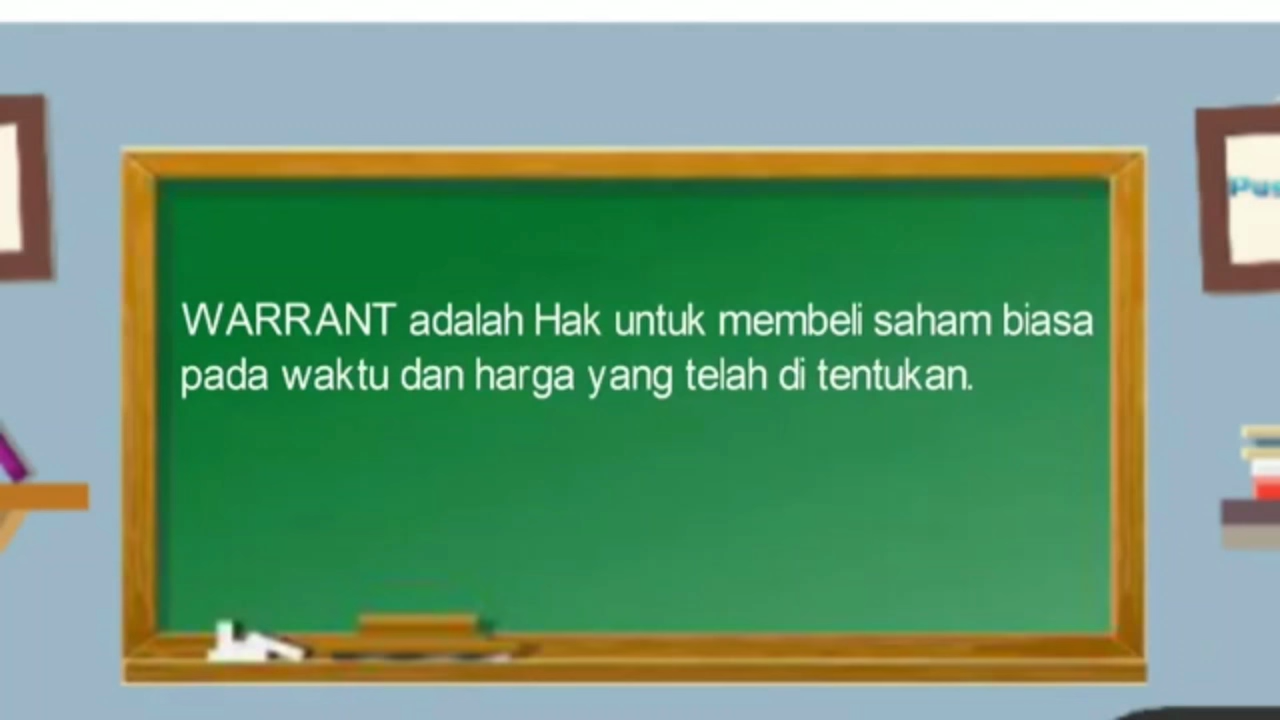 WARRANT adalah Hak untuk membeli saham biasa
pada waktu dan harga yang telah di tentukan.